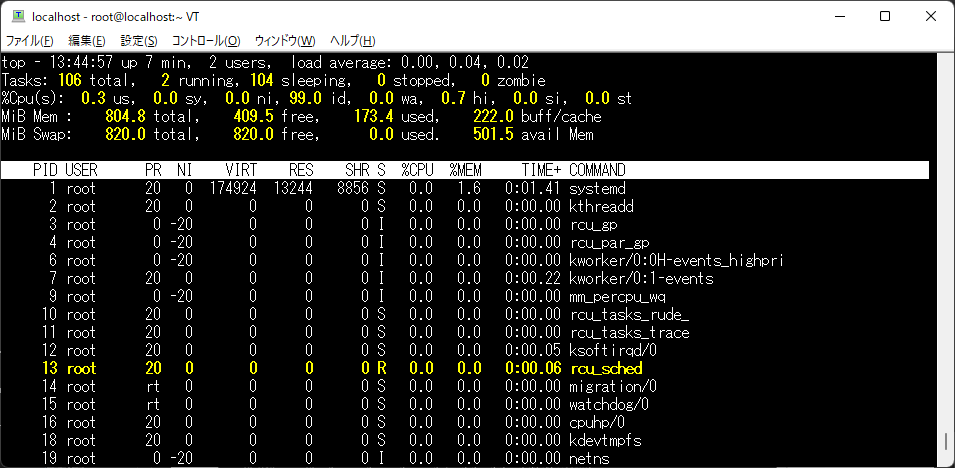 localhost - root@localhost:~ VT
ファイル(F) 編集(E) 設定(S) コントロール(O) ウィンドウ(W) ヘルプ(H)
top - 13:44:57 up 7 min,  2 users,  load average: 0.00, 0.04, 0.02
Tasks: 106 total,   2 running, 104 sleeping,   0 stopped,   0 zombie
%Cpu(s):  0.3 us,  0.0 sy,  0.0 ni, 99.0 id,  0.0 wa,  0.7 hi,  0.0 si,  0.0 st
MiB Mem :    804.8 total,    409.5 free,    173.4 used,    222.0 buff/cache
MiB Swap:    820.0 total,    820.0 free,      0.0 used.    501.5 avail Mem
PID USER      PR  NI    VIRT    RES    SHR S  %CPU  %MEM     TIME+ COMMAND
1 root      20   0  174924  13244   8856 S   0.0   1.6   0:01.41 systemd
2 root      20   0       0      0      0 S   0.0   0.0   0:00.00 kthreadd
3 root       0 -20       0      0      0 I   0.0   0.0   0:00.00 rcu_gp
4 root       0 -20       0      0      0 I   0.0   0.0   0:00.00 rcu_par_gp
6 root       0 -20       0      0      0 I   0.0   0.0   0:00.00 kworker/0:0H-events_highpri
7 root      20   0       0      0      0 I   0.0   0.0   0:00.22 kworker/0:1-events
9 root       0 -20       0      0      0 I   0.0   0.0   0:00.00 mm_percpu_wq
10 root      20   0       0      0      0 S   0.0   0.0   0:00.00 rcu_tasks_rude_
11 root      20   0       0      0      0 S   0.0   0.0   0:00.00 rcu_tasks_trace
12 root      20   0       0      0      0 S   0.0   0.0   0:00.05 ksoftirqd/0
13 root      20   0       0      0      0 R   0.0   0.0   0:00.06 rcu_sched
14 root      rt   0       0      0      0 S   0.0   0.0   0:00.00 migration/0
15 root      rt   0       0      0      0 S   0.0   0.0   0:00.00 watchdog/0
16 root      20   0       0      0      0 S   0.0   0.0   0:00.00 cpuhp/0
18 root      20   0       0      0      0 S   0.0   0.0   0:00.00 kdevtmpfs
19 root       0 -20       0      0      0 I   0.0   0.0   0:00.00 netns